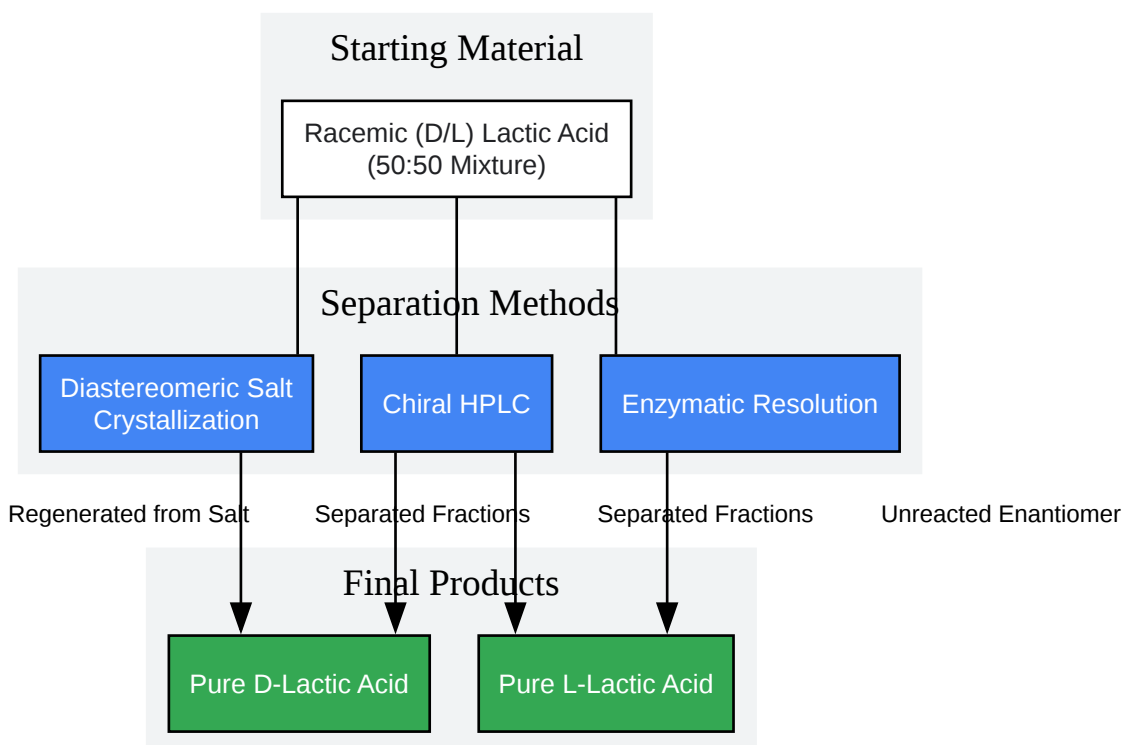 Starting Material
Racemic (D/L) Lactic Acid
(50:50 Mixture)
Separation Methods
Diastereomeric Salt
Crystallization
Chiral HPLC
Enzymatic Resolution
Regenerated from Salt
Separated Fractions
Separated Fractions
Unreacted Enantiomer
Final Products
Pure D-Lactic Acid
Pure L-Lactic Acid